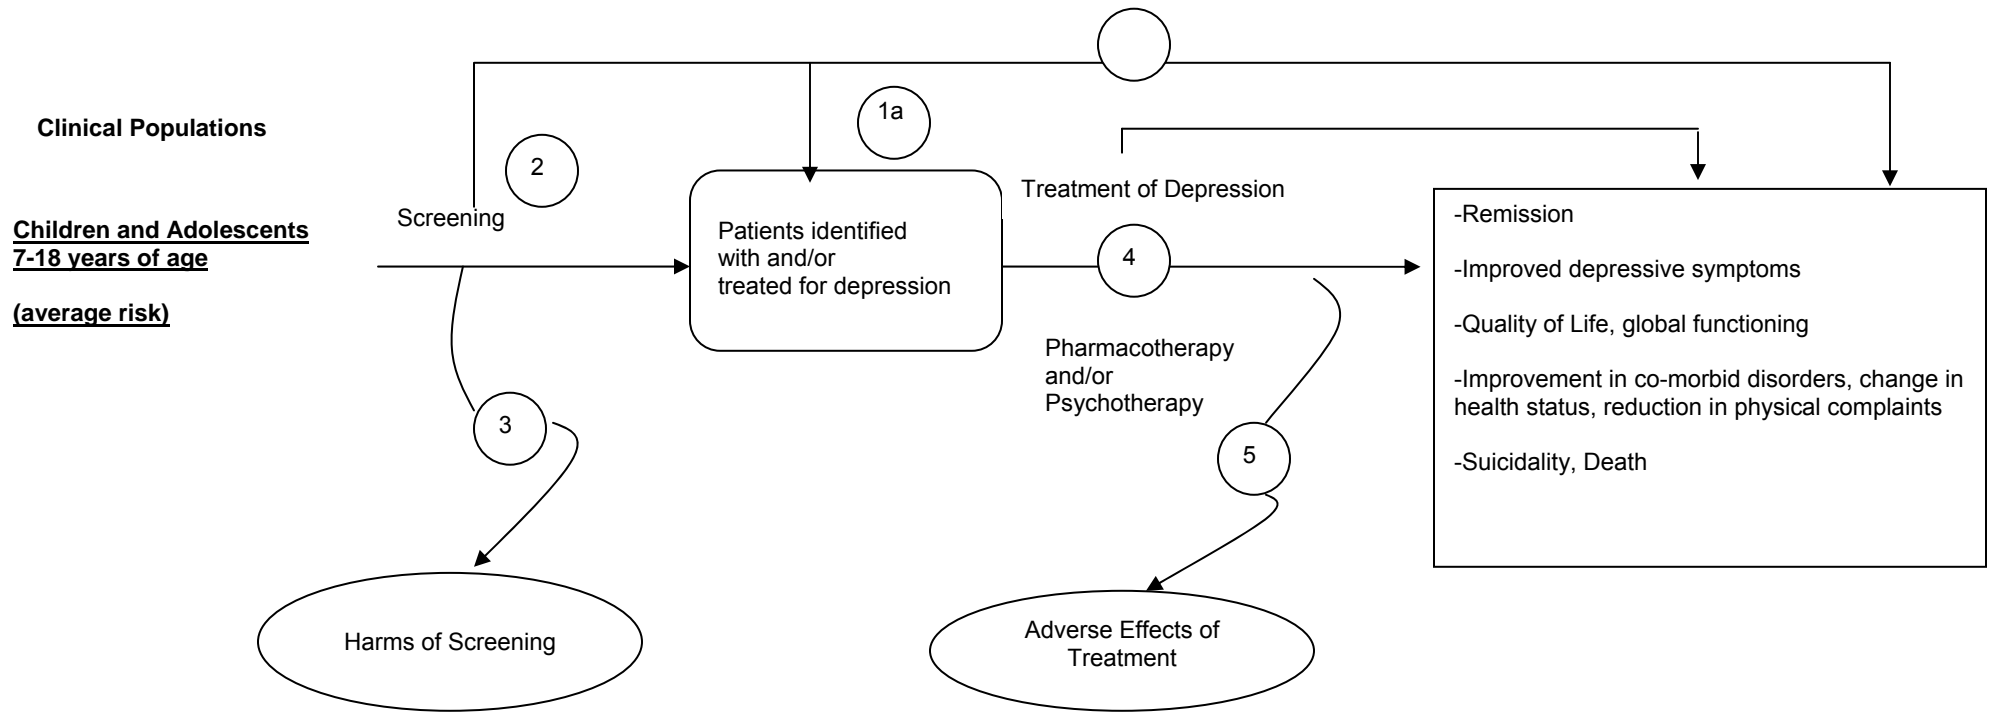 Clinical Populations
1a
2
Screening
Children and Adolescents
7-18 years of age
(average risk)
Patients identified
with and/or
treated for depression
Treatment of Depression
4
Pharmacotherapy
and/or
Psychotherapy
-Remission
-Improved depressive symptoms
-Quality of Life, global functioning
-Improvement in co-morbid disorders, change in
health status, reduction in physical complaints
-Suicidality, Death
3
5
Harms of Screening
Adverse Effects of
Treatment